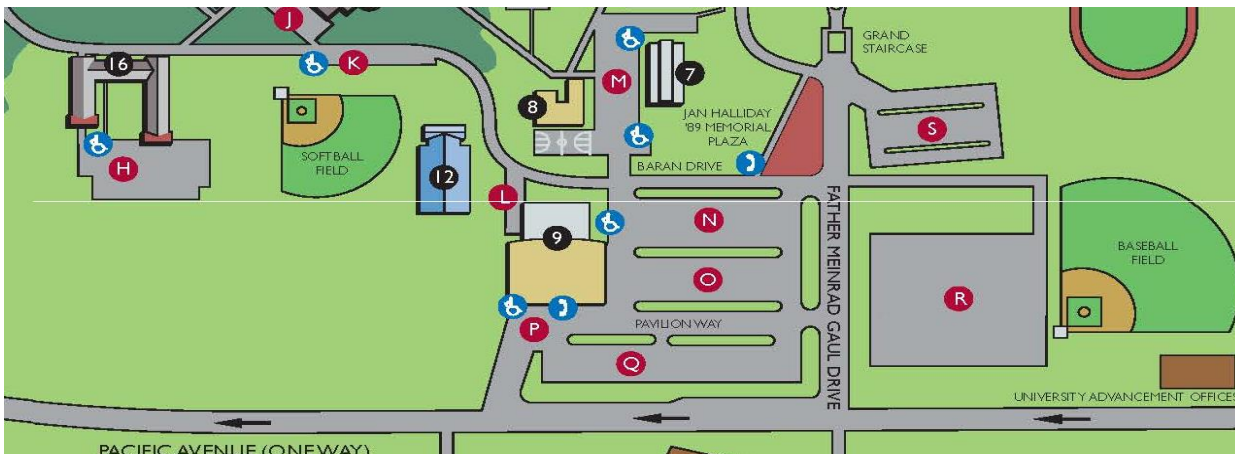 J
GRAND
STAIRCASE
16
K
M
7
8
JAN HALLIDAY
'89 MEMORIAL
PLAZA
S
SOFTBALL
FIELD
H
12
BARAN DRIVE
L
N
9
FATHER MEINRAD GAUL DRIVE
BASEBALL
FIELD
O
R
P
PAVILION WAY
Q
UNIVERSITY ADVANCEMENT OFFICES
PACIFIC AVENUE (ONE WAY)